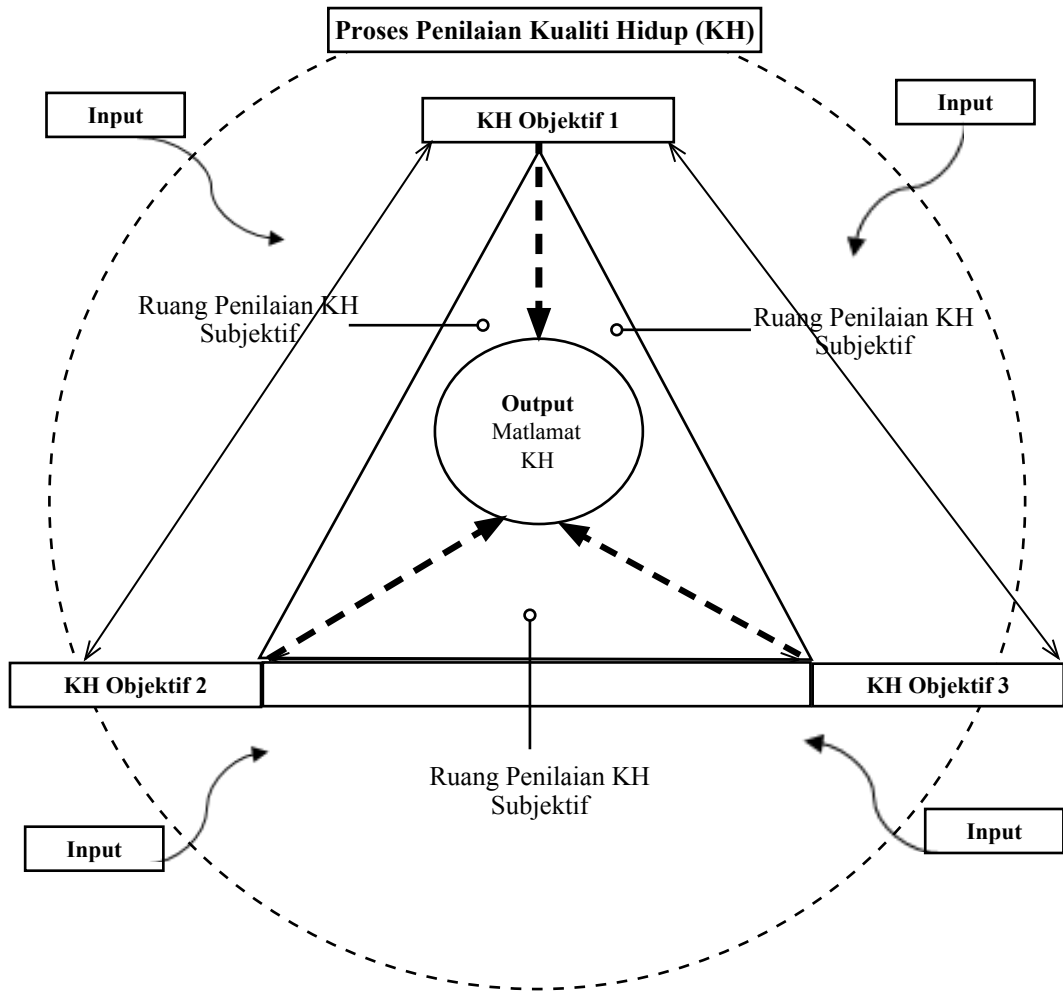 Proses Penilaian Kualiti Hidup (KH)
Input
Input
KH Objektif 1
Ruang Penilaian KH
Subjektif
Ruang Penilaian KH
Subjektif
Output
Matlamat
KH
KH Objektif 2
KH Objektif 3
Ruang Penilaian KH
Subjektif
Input
Input